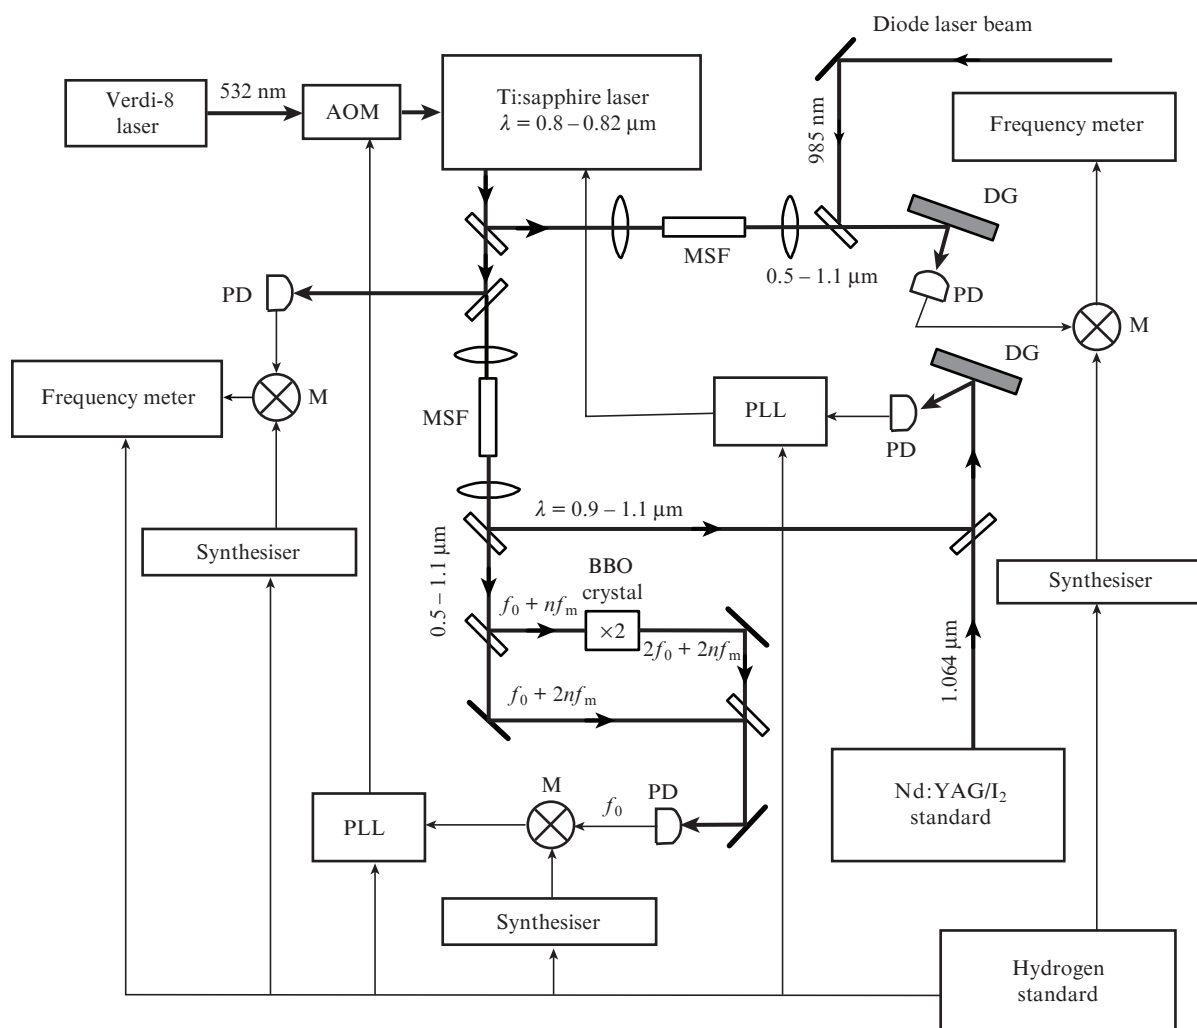 Diode laser beam
Verdi-8
laser
532 nm
AOM
Ti:sapphire laser
λ = 0.8 – 0.82 μm
985 nm
Frequency meter
DG
MSF
0.5 – 1.1 μm
PD
PD
M
DG
Frequency meter
M
MSF
PLL
PD
λ = 0.9 – 1.1 μm
Synthesiser
0.5 – 1.1 μm
BBO
crystal
Synthesiser
f₀ + nfₘ
×2
2f₀ + 2nfₘ
1.064 μm
f₀ + 2nfₘ
Nd:YAG/I₂
standard
M
PD
f₀
PLL
Synthesiser
Hydrogen
standard